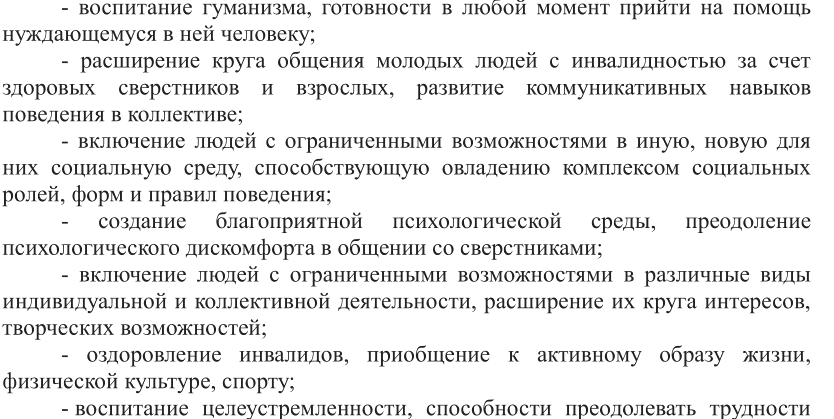 - воспитание гуманизма, готовности в любой момент прийти на помощь
нуждающемуся в ней человеку;
- расширение круга общения молодых людей с инвалидностью за счет
здоровых сверстников и взрослых, развитие коммуникативных навыков
поведения в коллективе;
- включение людей с ограниченными возможностями в иную, новую для
них социальную среду, способствующую овладению комплексом социальных
ролей, форм и правил поведения;
- создание благоприятной психологической среды, преодоление
психологического дискомфорта в общении со сверстниками;
- включение людей с ограниченными возможностями в различные виды
индивидуальной и коллективной деятельности, расширение их круга интересов,
творческих возможностей;
- оздоровление инвалидов, приобщение к активному образу жизни,
физической культуре, спорту;
- воспитание целеустремленности, способности преодолевать трудности